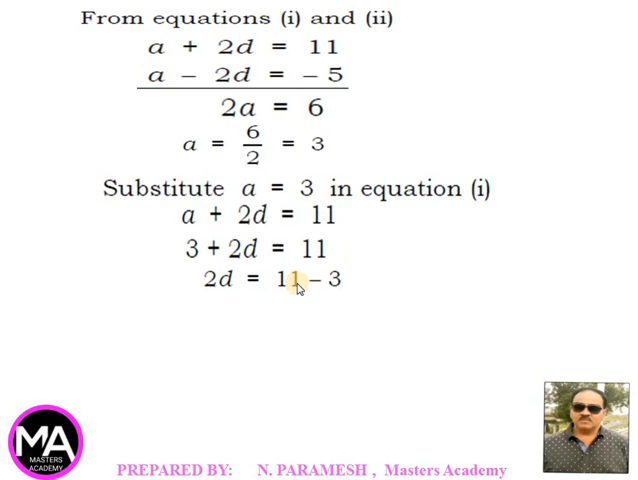 From equations (i) and (ii)
a + 2d = 11
a − 2d = − 5
2a = 6
a = 6/2 = 3
Substitute a = 3 in equation (i)
a + 2d = 11
3 + 2d = 11
2d = 11 − 3
MA
MASTERS
ACADEMY
PREPARED BY: N. PARAMESH , Masters Academy